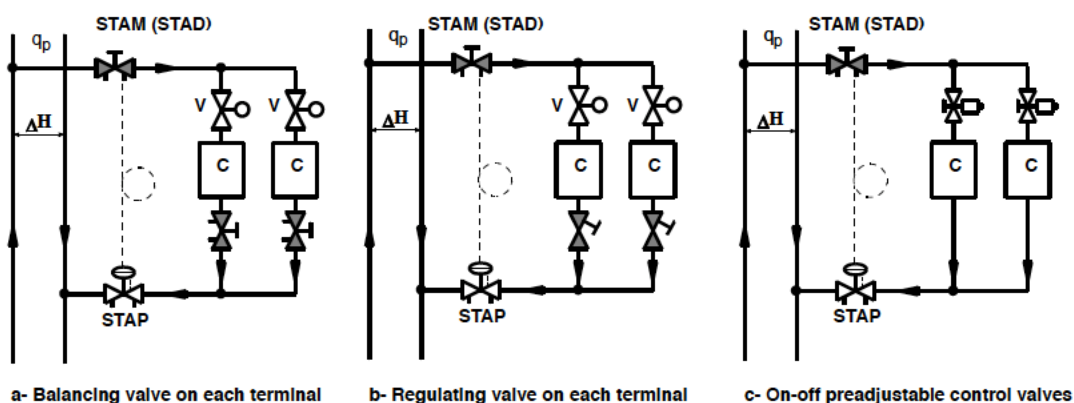 STAM (STAD)
qp
ΔH
V
V
C
C
STAP
a- Balancing valve on each terminal
STAM (STAD)
qp
ΔH
V
V
C
C
STAP
b- Regulating valve on each terminal
STAM (STAD)
qp
ΔH
C
C
STAP
c- On-off preadjustable control valves